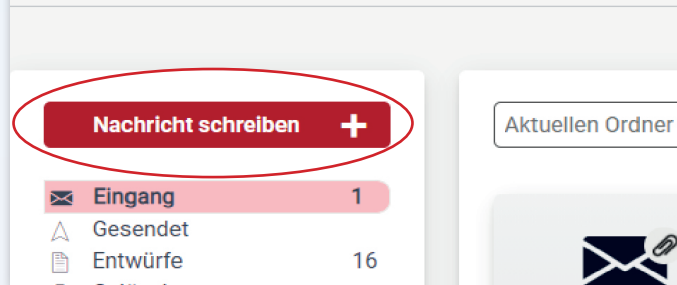 Nachricht schreiben +
Aktuellen Ordner
Eingang 1
Gesendet
Entwürfe 16